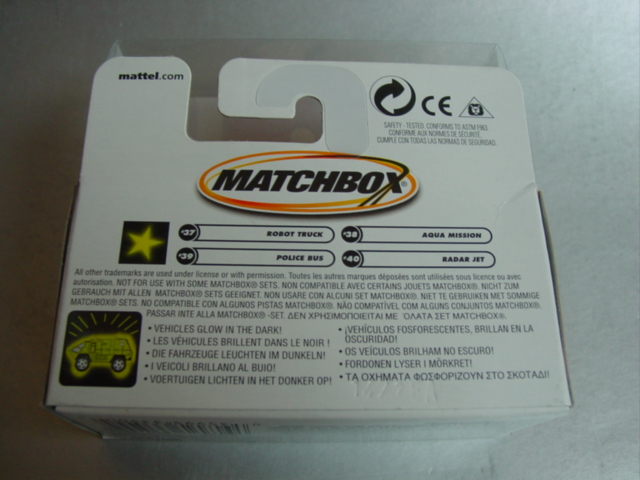 mattel.com
CE
SAFETY - TESTED. CONFORMS TO ASTM F963
CONFORME AUX NORMES DE SÉCURITÉ.
CUMPLE CON TODAS LAS NORMAS DE SEGURIDAD.
MATCHBOX®
#37 ROBOT TRUCK
#38 AQUA MISSION
#39 POLICE BUS
#40 RADAR JET
All other trademarks are used under license or with permission. Toutes les autres marques déposées sont utilisées sous licence ou avec
autorisation. NOT FOR USE WITH SOME MATCHBOX® SETS. NON COMPATIBLE AVEC CERTAINS JOUETS MATCHBOX®. NICHT ZUM
GEBRAUCH MIT ALLEN MATCHBOX® SETS GEEIGNET. NON USARE CON ALCUNI SET MATCHBOX®. NIET TE GEBRUIKEN MET SOMMIGE
MATCHBOX® SETS. NO COMPATIBLE CON ALGUNOS PISTAS MATCHBOX®. NÃO COMPATÍVEL COM ALGUNS CONJUNTOS MATCHBOX®.
PASSAR INTE ALLA MATCHBOX® -SET. ΔΕΝ ΧΡΗΣΙΜΟΠΟΙΕΙΤΑΙ ΜΕ ΟΛΑ ΤΑ ΣΕΤ MATCHBOX®.
• VEHICLES GLOW IN THE DARK!
• LES VÉHICULES BRILLENT DANS LE NOIR !
• DIE FAHRZEUGE LEUCHTEN IM DUNKELN!
• I VEICOLI BRILLANO AL BUIO!
• VOERTUIGEN LICHTEN IN HET DONKER OP!
• ¡VEHÍCULOS FOSFORESCENTES, BRILLAN EN LA
OSCURIDAD!
• OS VEÍCULOS BRILHAM NO ESCURO!
• FORDONEN LYSER I MÖRKRET!
• ΤΑ ΟΧΗΜΑΤΑ ΦΩΣΦΟΡΙΖΟΥΝ ΣΤΟ ΣΚΟΤΑΔΙ!